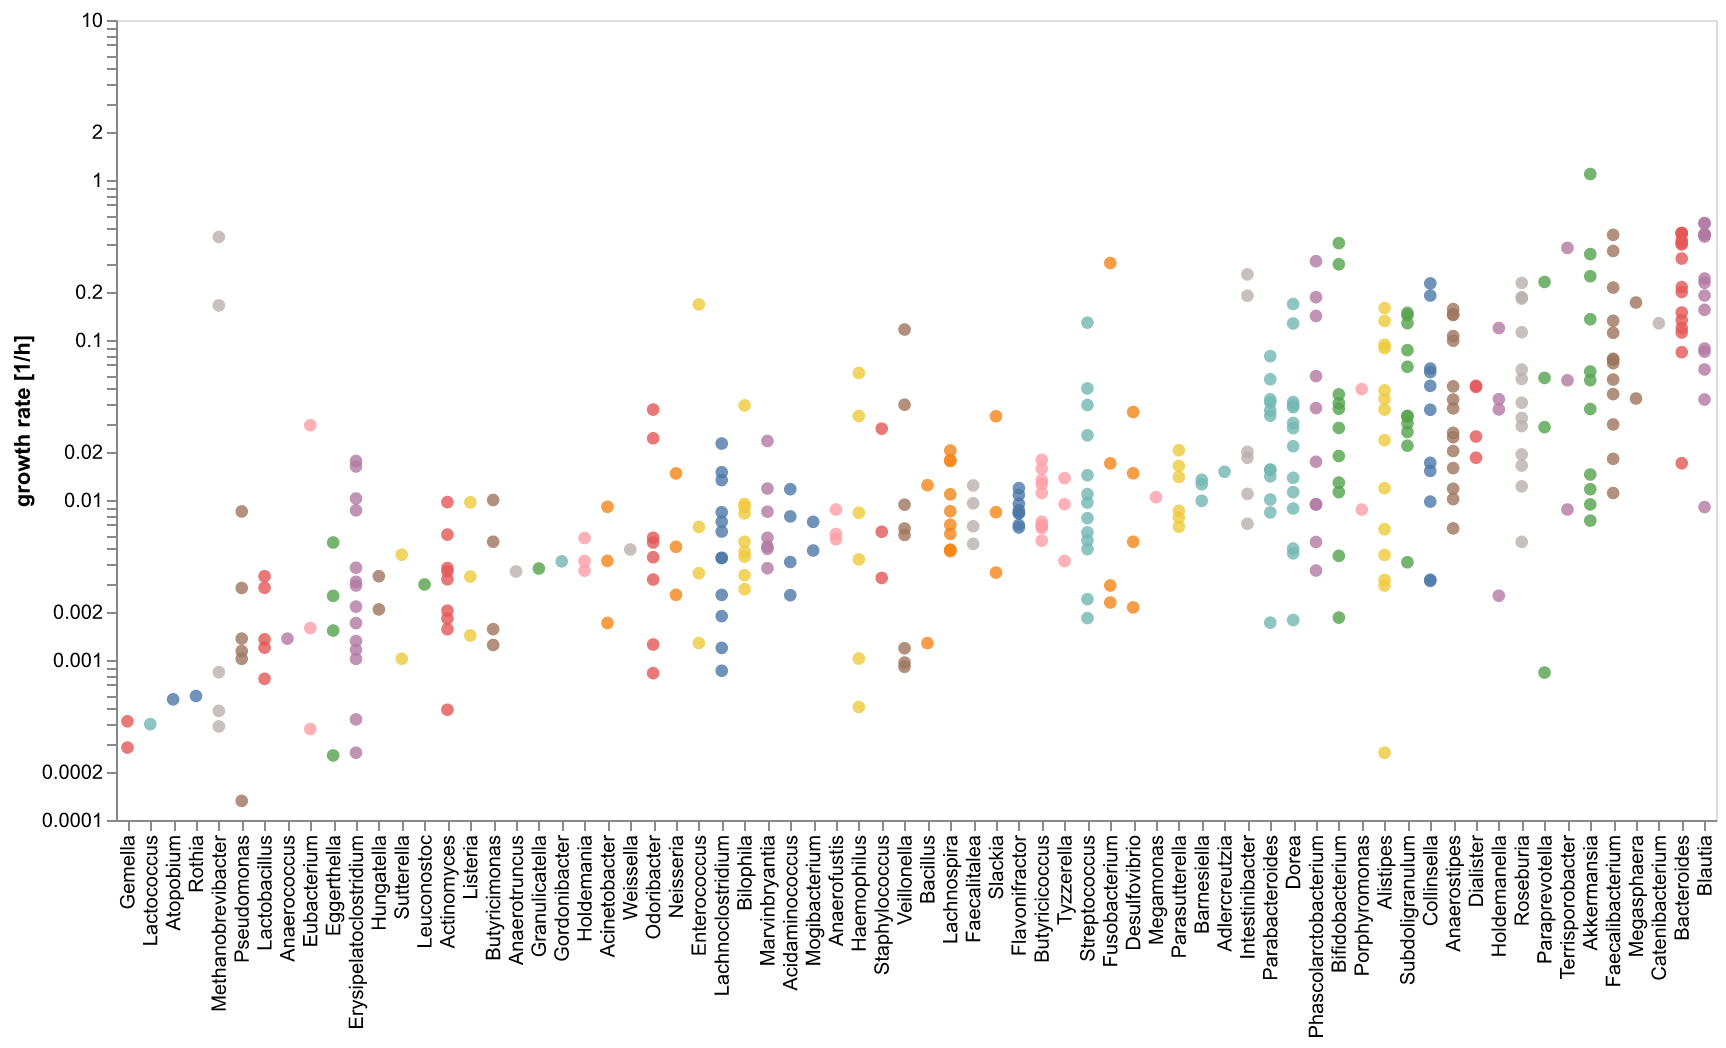 10
2
1
0.2
0.1
0.02
0.01
0.002
0.001
0.0002
0.0001
growth rate [1/h]
Gemella
Lactococcus
Atopobium
Rothia
Methanobrevibacter
Pseudomonas
Lactobacillus
Anaerococcus
Eubacterium
Eggerthella
Erysipelatoclostridium
Hungatella
Sutterella
Leuconostoc
Actinomyces
Listeria
Butyricimonas
Anaerotruncus
Granulicatella
Gordonibacter
Holdemania
Acinetobacter
Weissella
Odoribacter
Neisseria
Enterococcus
Lachnoclostridium
Bilophila
Marvinbryantia
Acidaminococcus
Mogibacterium
Anaerofustis
Haemophilus
Staphylococcus
Veillonella
Bacillus
Lachnospira
Faecalitalea
Slackia
Flavonifractor
Butyricicoccus
Tyzzerella
Streptococcus
Fusobacterium
Desulfovibrio
Megamonas
Parasutterella
Barnesiella
Adlercreutzia
Intestinibacter
Parabacteroides
Dorea
Phascolarctobacterium
Bifidobacterium
Porphyromonas
Alistipes
Subdoligranulum
Collinsella
Anaerostipes
Dialister
Holdemanella
Roseburia
Paraprevotella
Terrisporobacter
Akkermansia
Faecalibacterium
Megasphaera
Catenibacterium
Bacteroides
Blautia